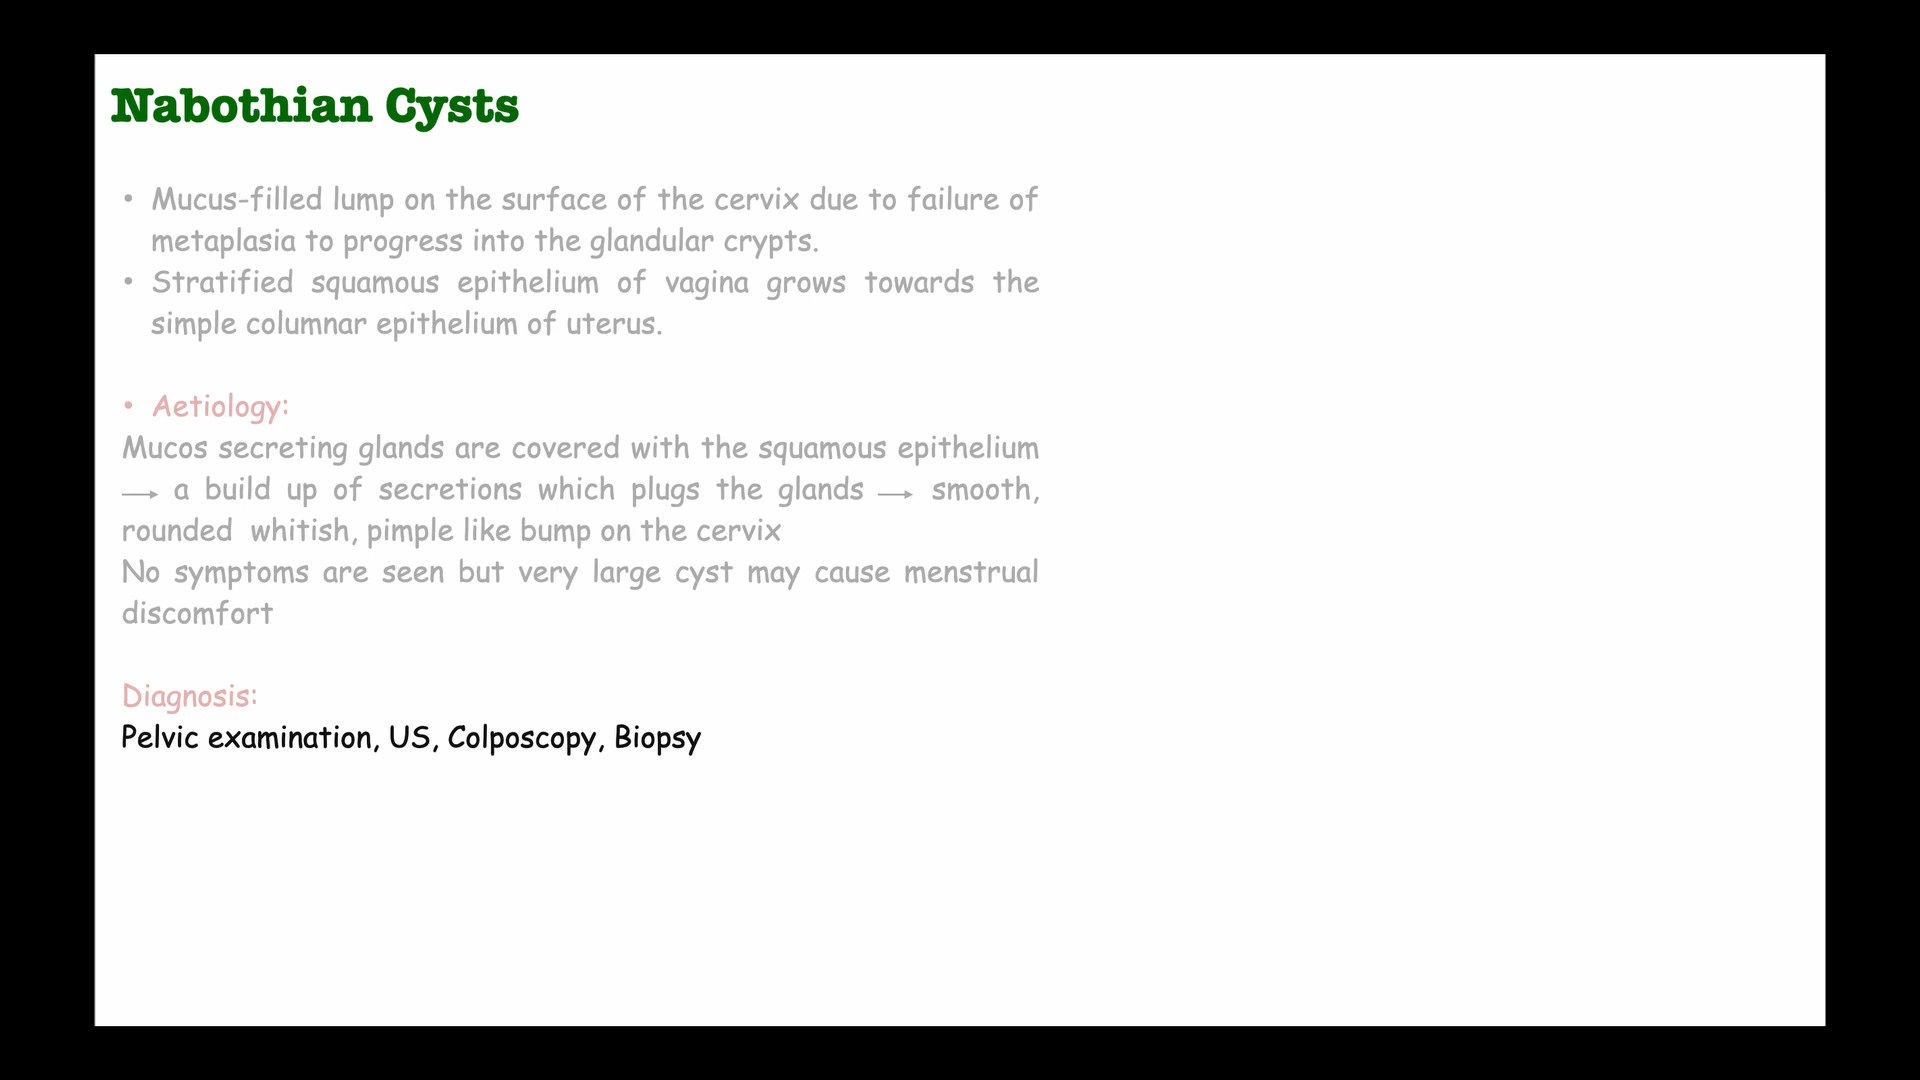 Nabothian Cysts
• Mucus-filled lump on the surface of the cervix due to failure of
metaplasia to progress into the glandular crypts.
• Stratified squamous epithelium of vagina grows towards the
simple columnar epithelium of uterus.
• Aetiology:
Mucos secreting glands are covered with the squamous epithelium
→ a build up of secretions which plugs the glands → smooth,
rounded whitish, pimple like bump on the cervix
No symptoms are seen but very large cyst may cause menstrual
discomfort
Diagnosis:
Pelvic examination, US, Colposcopy, Biopsy